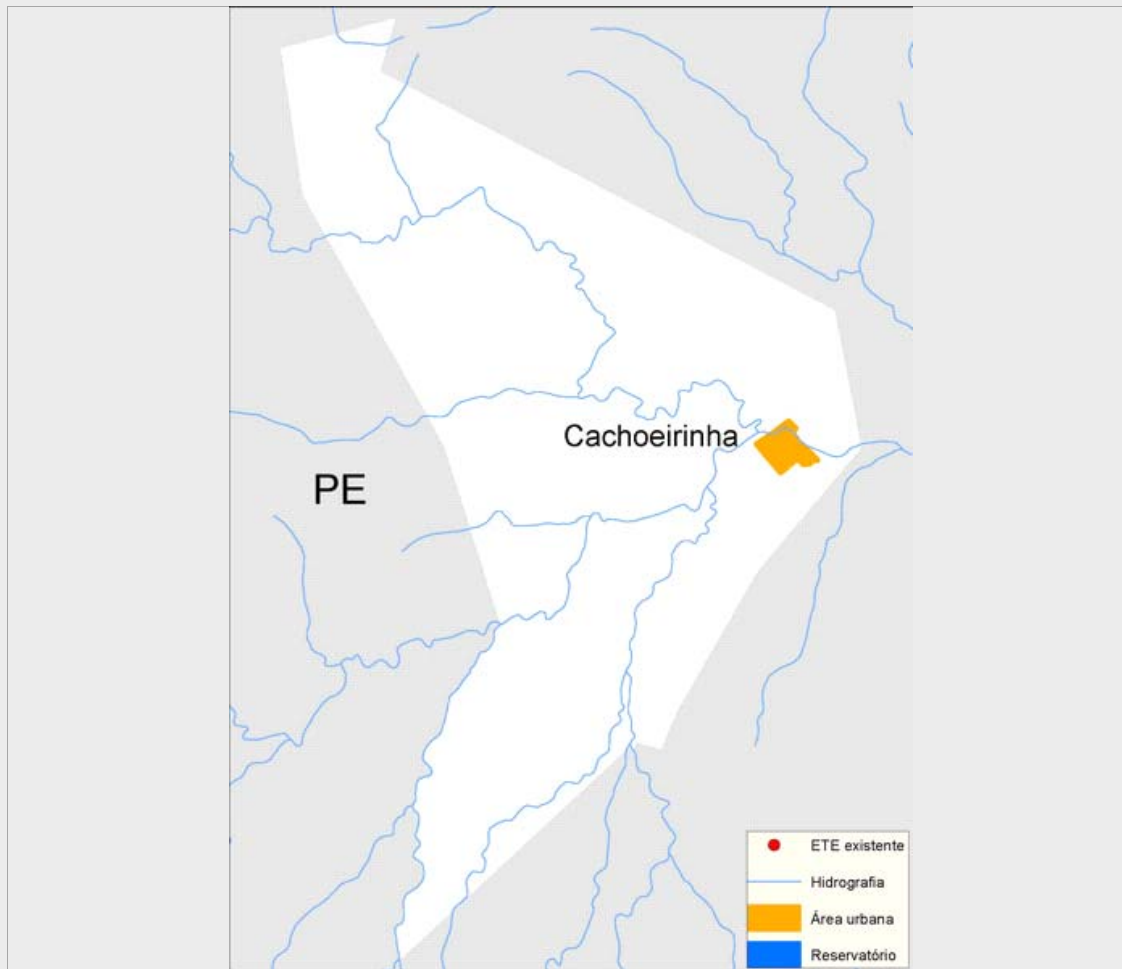 Cachoeirinha
PE
ETE existente
Hidrografia
Área urbana
Reservatório